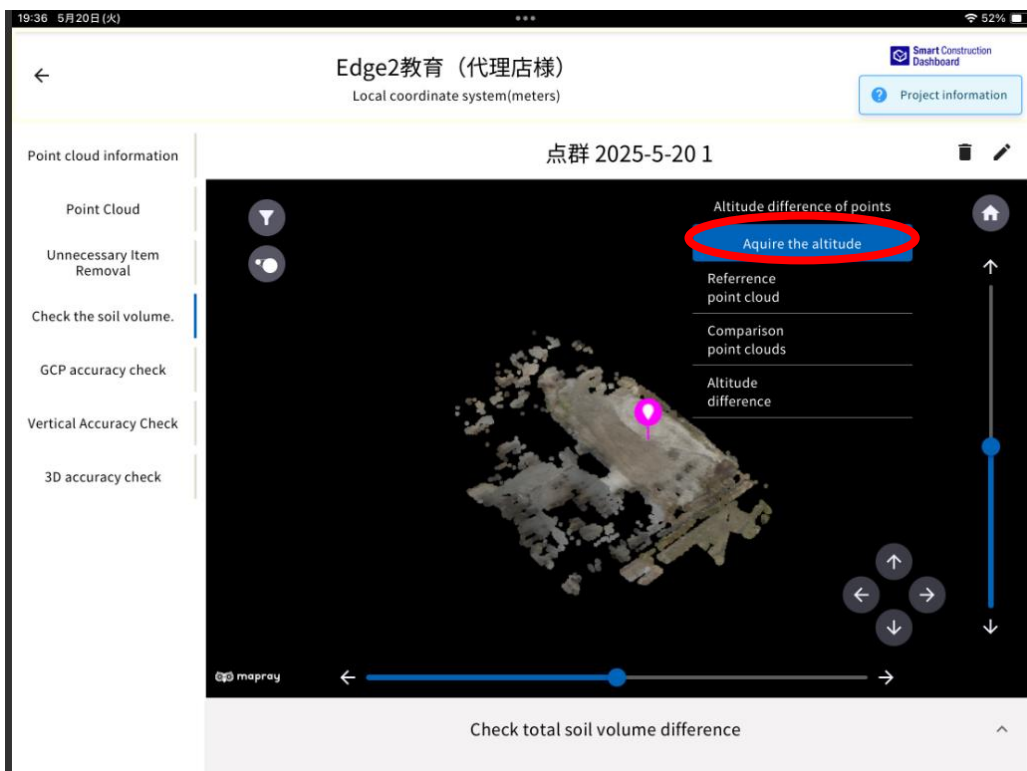 19:36 5月20日(火)
52%
Edge2教育（代理店様）
Local coordinate system(meters)
Smart Construction
Dashboard
Project information
Point cloud information
Point Cloud
Unnecessary Item
Removal
Check the soil volume.
GCP accuracy check
Vertical Accuracy Check
3D accuracy check
点群 2025-5-20 1
Altitude difference of points
Aquire the altitude
Referrence
point cloud
Comparison
point clouds
Altitude
difference
mapray
Check total soil volume difference